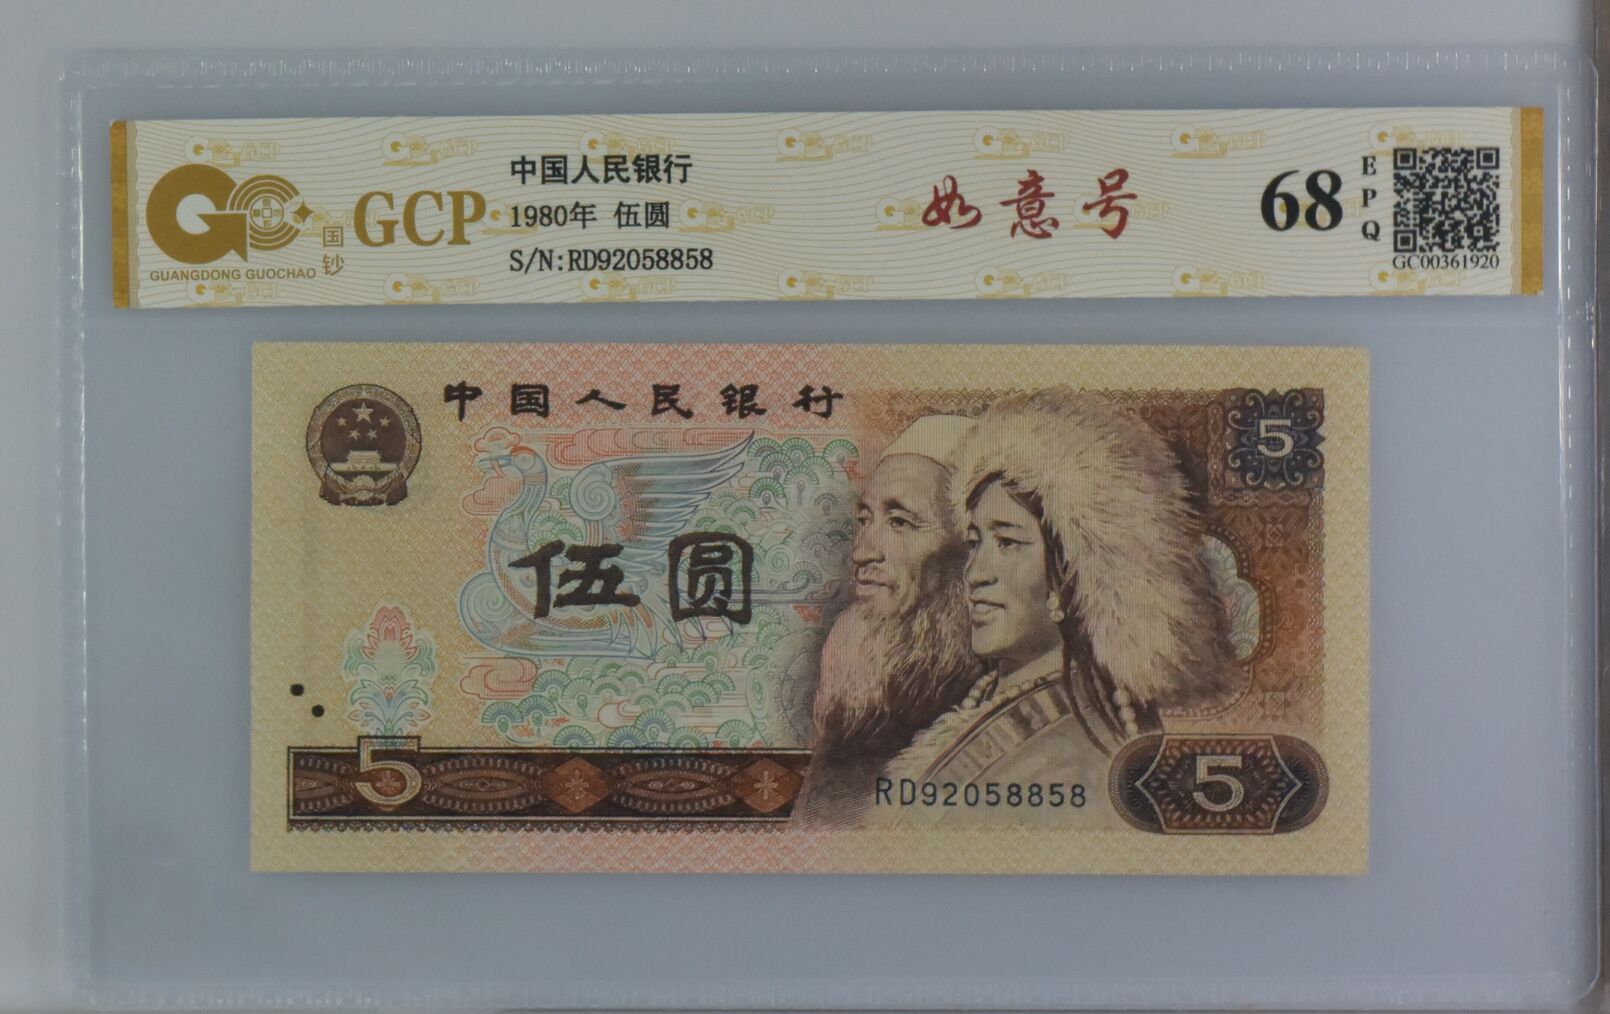 GCP
国钞
GUANGDONG GUOCHAO
中国人民银行
1980年 伍圆
S/N:RD92058858
如意号
68
EPQ
GC00361920
中国人民银行
5
伍圆
5
RD92058858
5